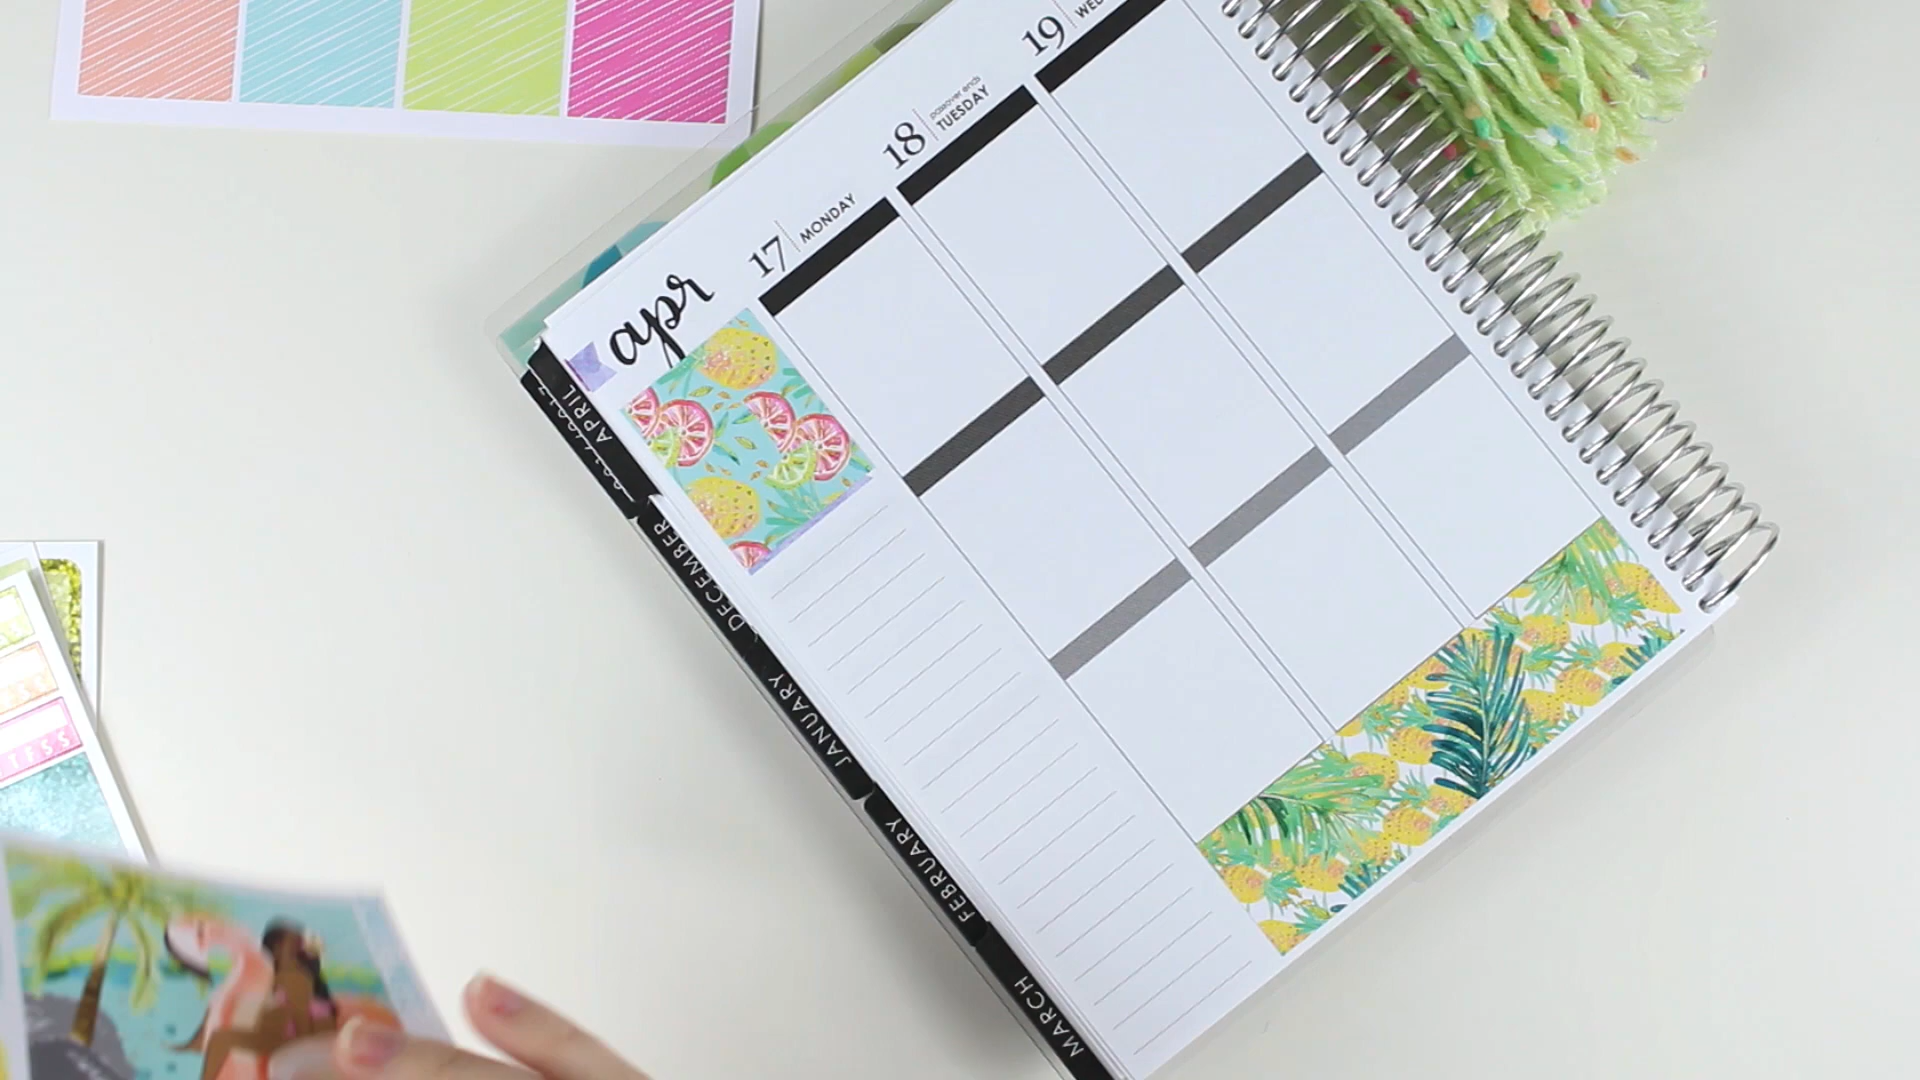 19
18 passover ends
TUESDAY
17 MONDAY
apr
APRIL
DECEMBER
JANUARY
FEBRUARY
MARCH